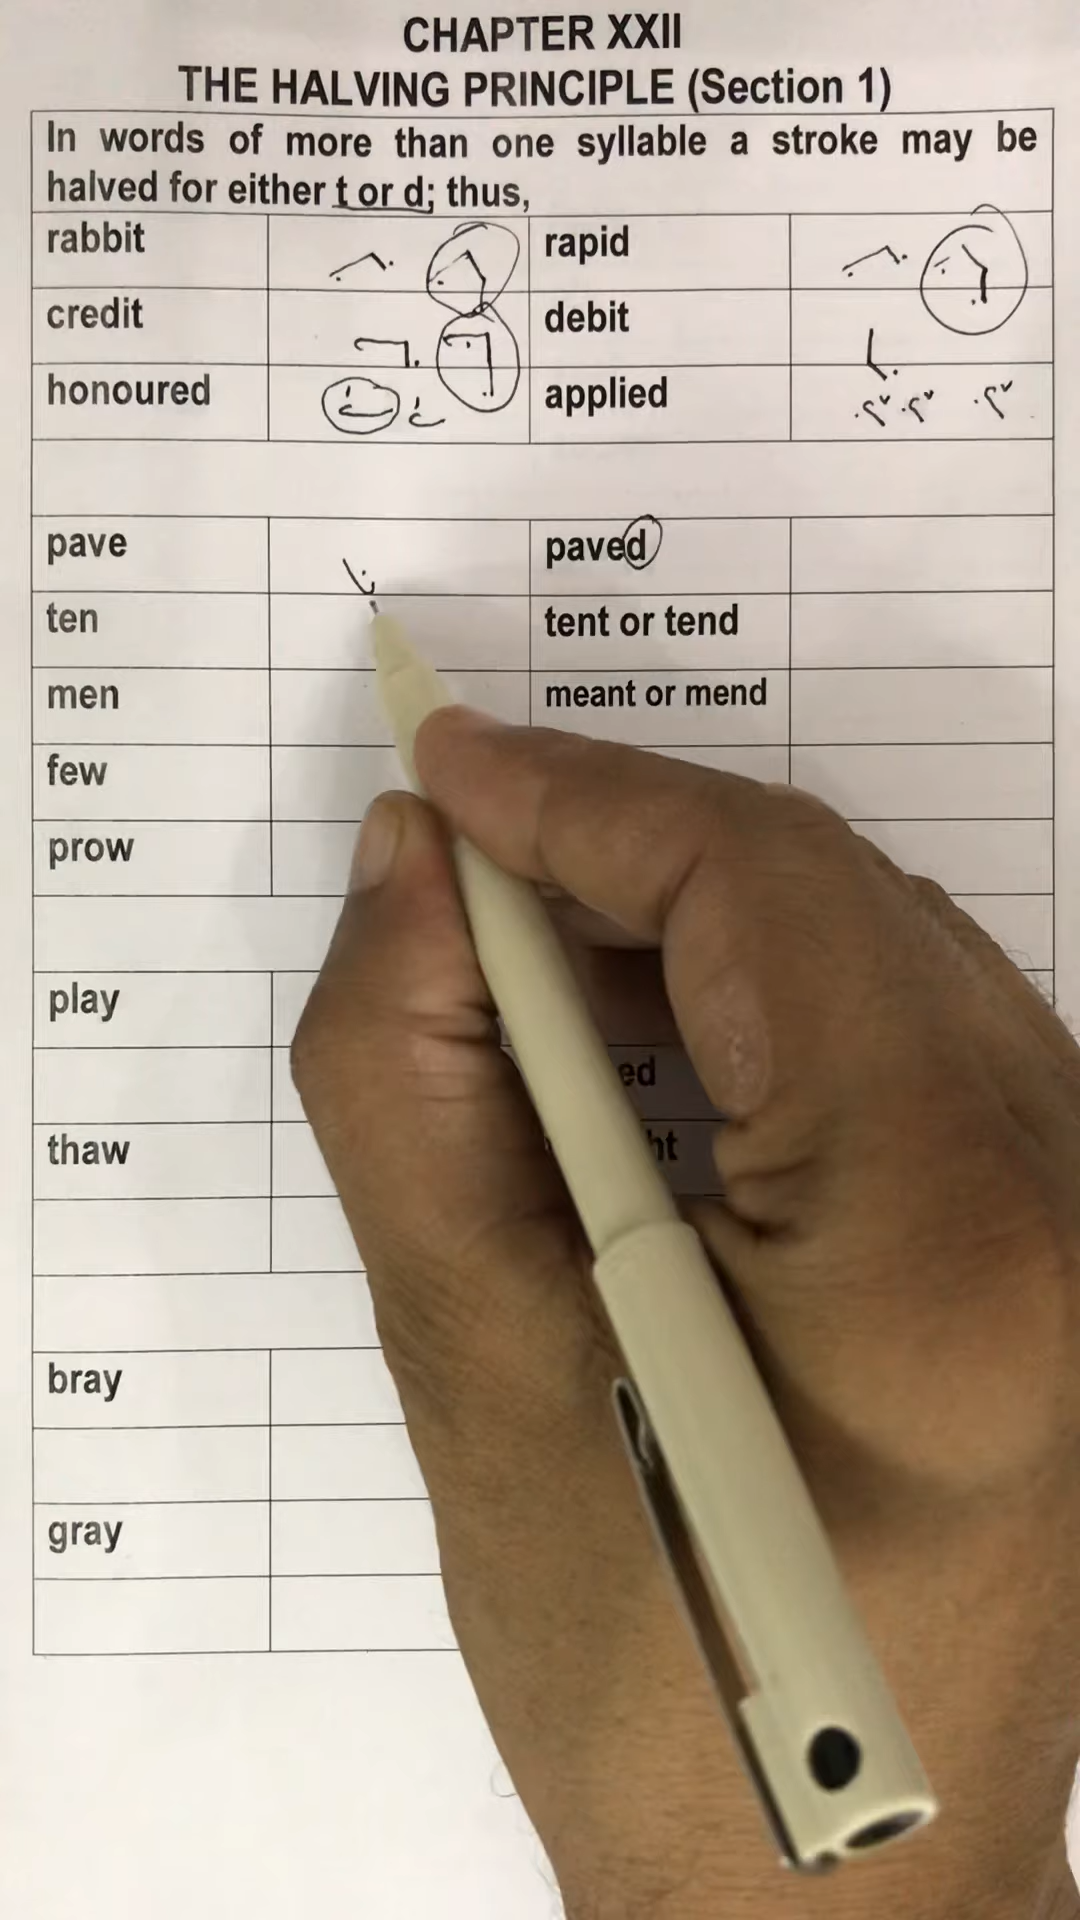 CHAPTER XXII
THE HALVING PRINCIPLE (Section 1)
In words of more than one syllable a stroke may be
halved for either t or d; thus,
rabbit rapid
credit debit
honoured applied
pave paved
ten tent or tend
men meant or mend
few
prow
play
ed
thaw ht
bray
gray